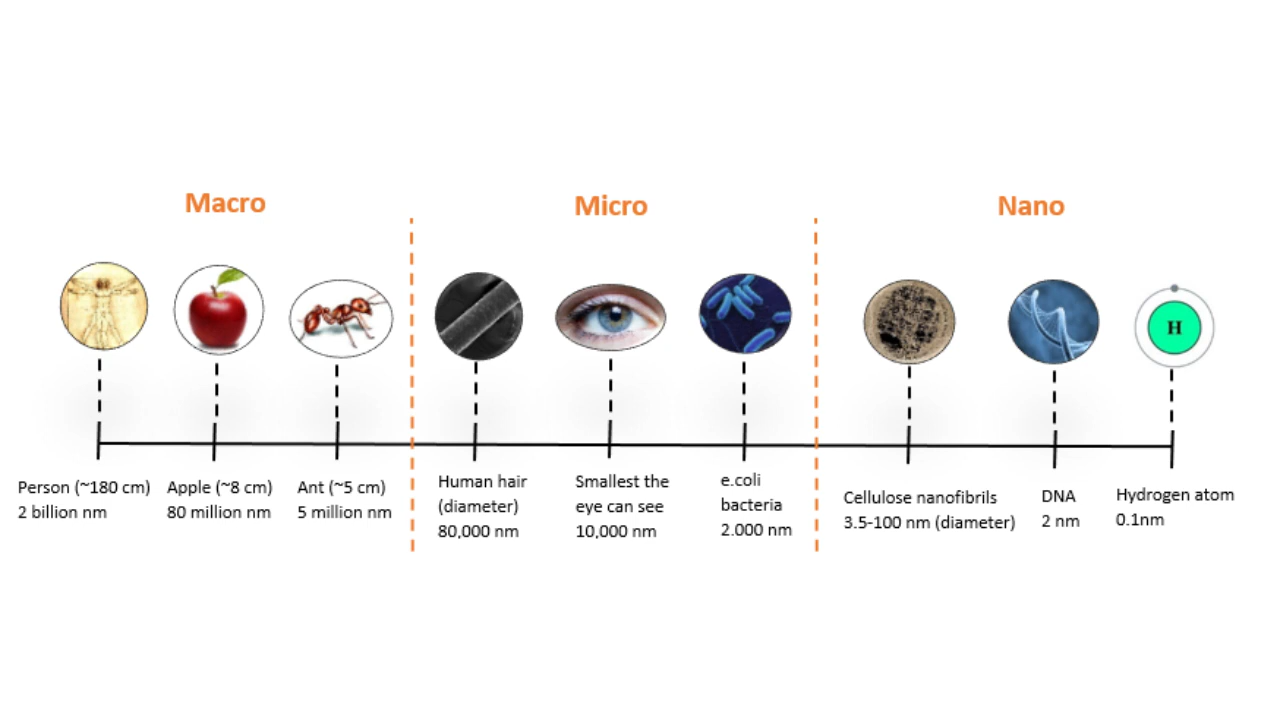 Macro
Micro
Nano
H
Person (~180 cm)
2 billion nm
Apple (~8 cm)
80 million nm
Ant (~5 cm)
5 million nm
Human hair
(diameter)
80,000 nm
Smallest the
eye can see
10,000 nm
e.coli
bacteria
2.000 nm
Cellulose nanofibrils
3.5-100 nm (diameter)
DNA
2 nm
Hydrogen atom
0.1nm